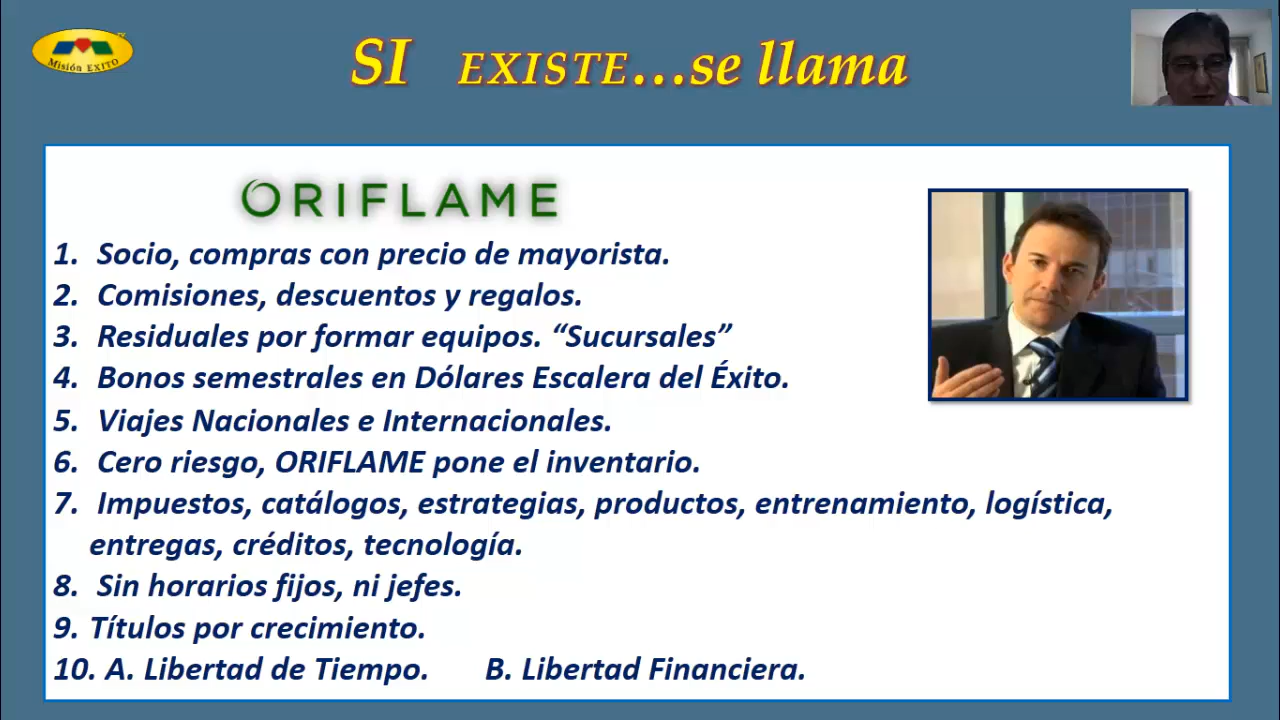 Misión EXITO
SI EXISTE...se llama
ORIFLAME
1. Socio, compras con precio de mayorista.
2. Comisiones, descuentos y regalos.
3. Residuales por formar equipos. “Sucursales”
4. Bonos semestrales en Dólares Escalera del Éxito.
5. Viajes Nacionales e Internacionales.
6. Cero riesgo, ORIFLAME pone el inventario.
7. Impuestos, catálogos, estrategias, productos, entrenamiento, logística,
entregas, créditos, tecnología.
8. Sin horarios fijos, ni jefes.
9. Títulos por crecimiento.
10. A. Libertad de Tiempo. B. Libertad Financiera.